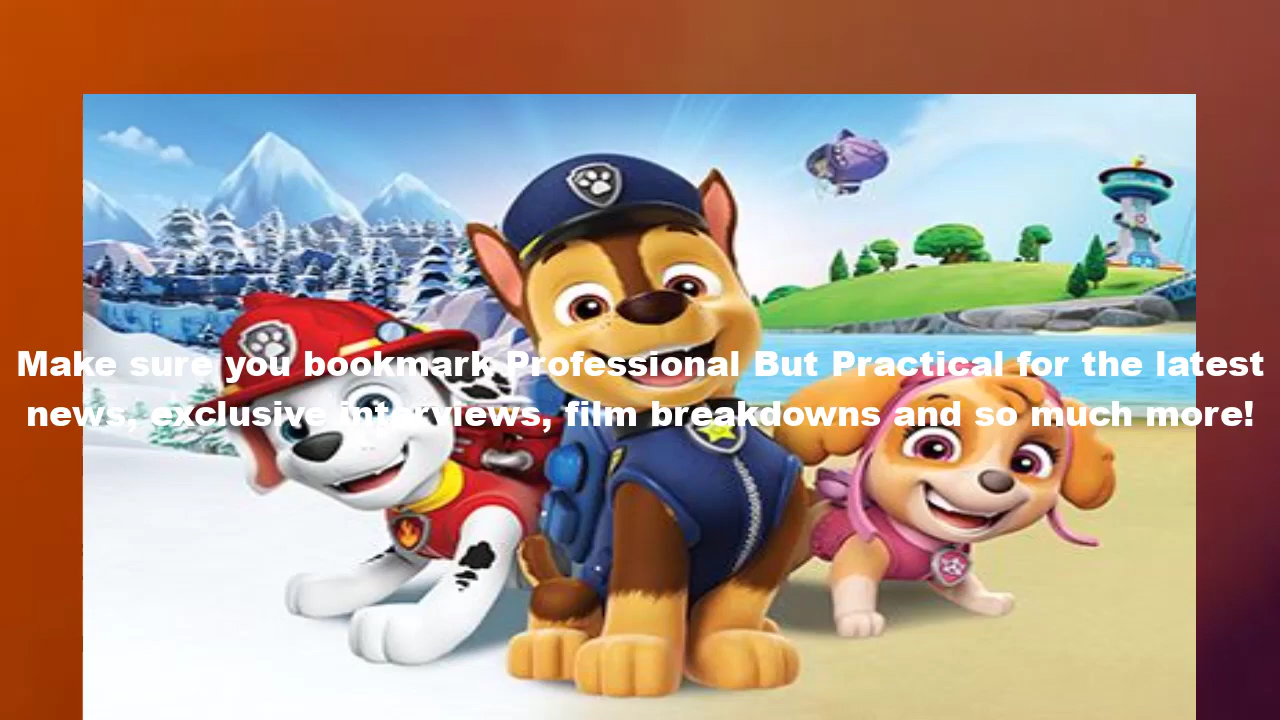 Make sure you bookmark Professional But Practical for the latest
news, exclusive interviews, film breakdowns and so much more!